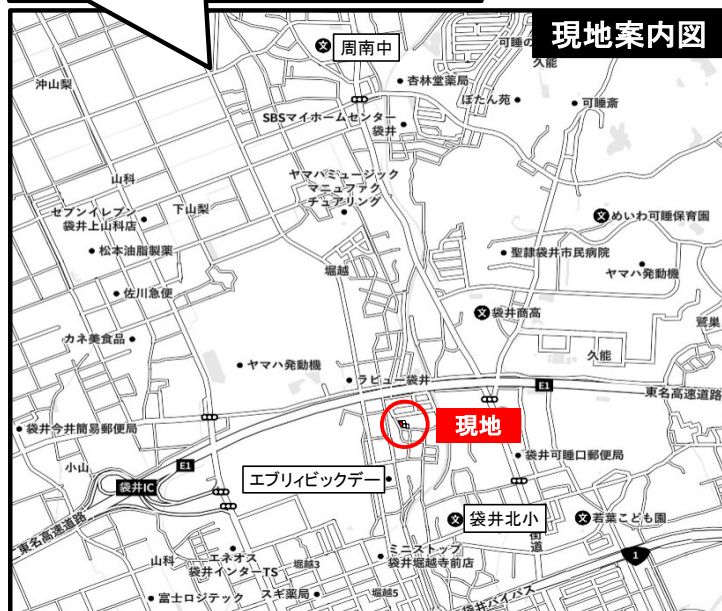 現地案内図
周南中
可睡の
久能
沖山梨
杏林堂薬局
ぼたん苑
可睡斎
SBSマイホームセンター
袋井
山科
ヤマハミュージック
マニュファク
チュアリング
セブンイレブン
袋井上山科店
下山梨
めいわ可睡保育園
松本油脂製薬
堀越
聖隷袋井市民病院
ヤマハ発動機
佐川急便
袋井商高
鷲巣
カネ美食品
久能
ヤマハ発動機
ラビュー袋井
E1
東名高速道路
袋井今井簡易郵便局
現地
小山
E1
袋井可睡口郵便局
袋井IC
エブリィビックデー
袋井北小
若葉こども園
東名高速道路
街道
山科
エネオス
袋井インターTS
堀越3
ミニストップ
袋井堀越寺前店
1
富士ロジテック
スギ薬局
堀越5
袋井バイパス